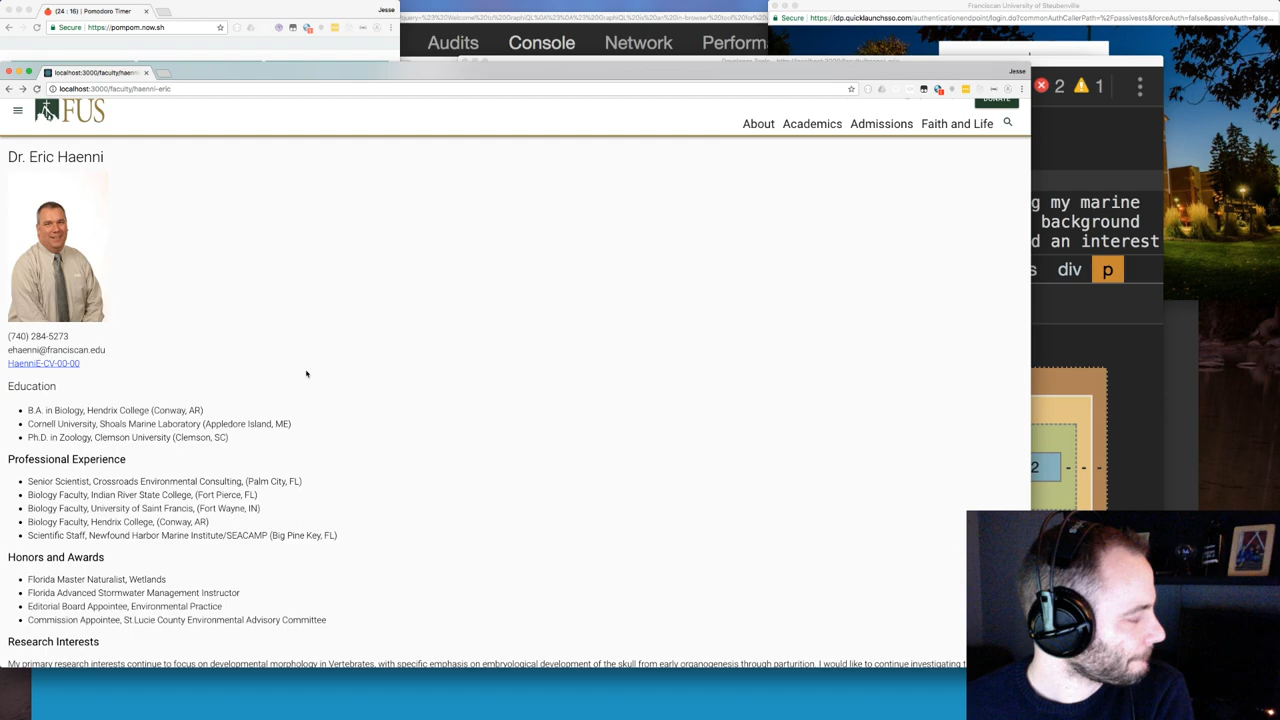 (24 : 16) | Pomodoro Timer
Jesse
Secure
https://pompom.now.sh
Franciscan University of Steubenville
Secure
https://idp.quicklaunchsso.com/authenticationendpoint/login.do?commonAuthCallerPath=%2Fpassivests&forceAuth=false&passiveAuth=false...
Audits
Console
Network
Performa
localhost:3000/faculty/haenni
Jesse
localhost:3000/faculty/haenni-eric
2
1
FUS
DONATE
About
Academics
Admissions
Faith and Life
Dr. Eric Haenni
(740) 284-5273
ehaenni@franciscan.edu
HaenniE-CV-00-00
Education
B.A. in Biology, Hendrix College (Conway, AR)
Cornell University, Shoals Marine Laboratory (Appledore Island, ME)
Ph.D. in Zoology, Clemson University (Clemson, SC)
Professional Experience
Senior Scientist, Crossroads Environmental Consulting, (Palm City, FL)
Biology Faculty, Indian River State College, (Fort Pierce, FL)
Biology Faculty, University of Saint Francis, (Fort Wayne, IN)
Biology Faculty, Hendrix College, (Conway, AR)
Scientific Staff, Newfound Harbor Marine Institute/SEACAMP (Big Pine Key, FL)
Honors and Awards
Florida Master Naturalist, Wetlands
Florida Advanced Stormwater Management Instructor
Editorial Board Appointee, Environmental Practice
Commission Appointee, St.Lucie County Environmental Advisory Committee
Research Interests
My primary research interests continue to focus on developmental morphology in Vertebrates, with specific emphasis on embryological development of the skull from early organogenesis through parturition. I would like to continue investigating
g my marine
background
d an interest
s
div
p
2